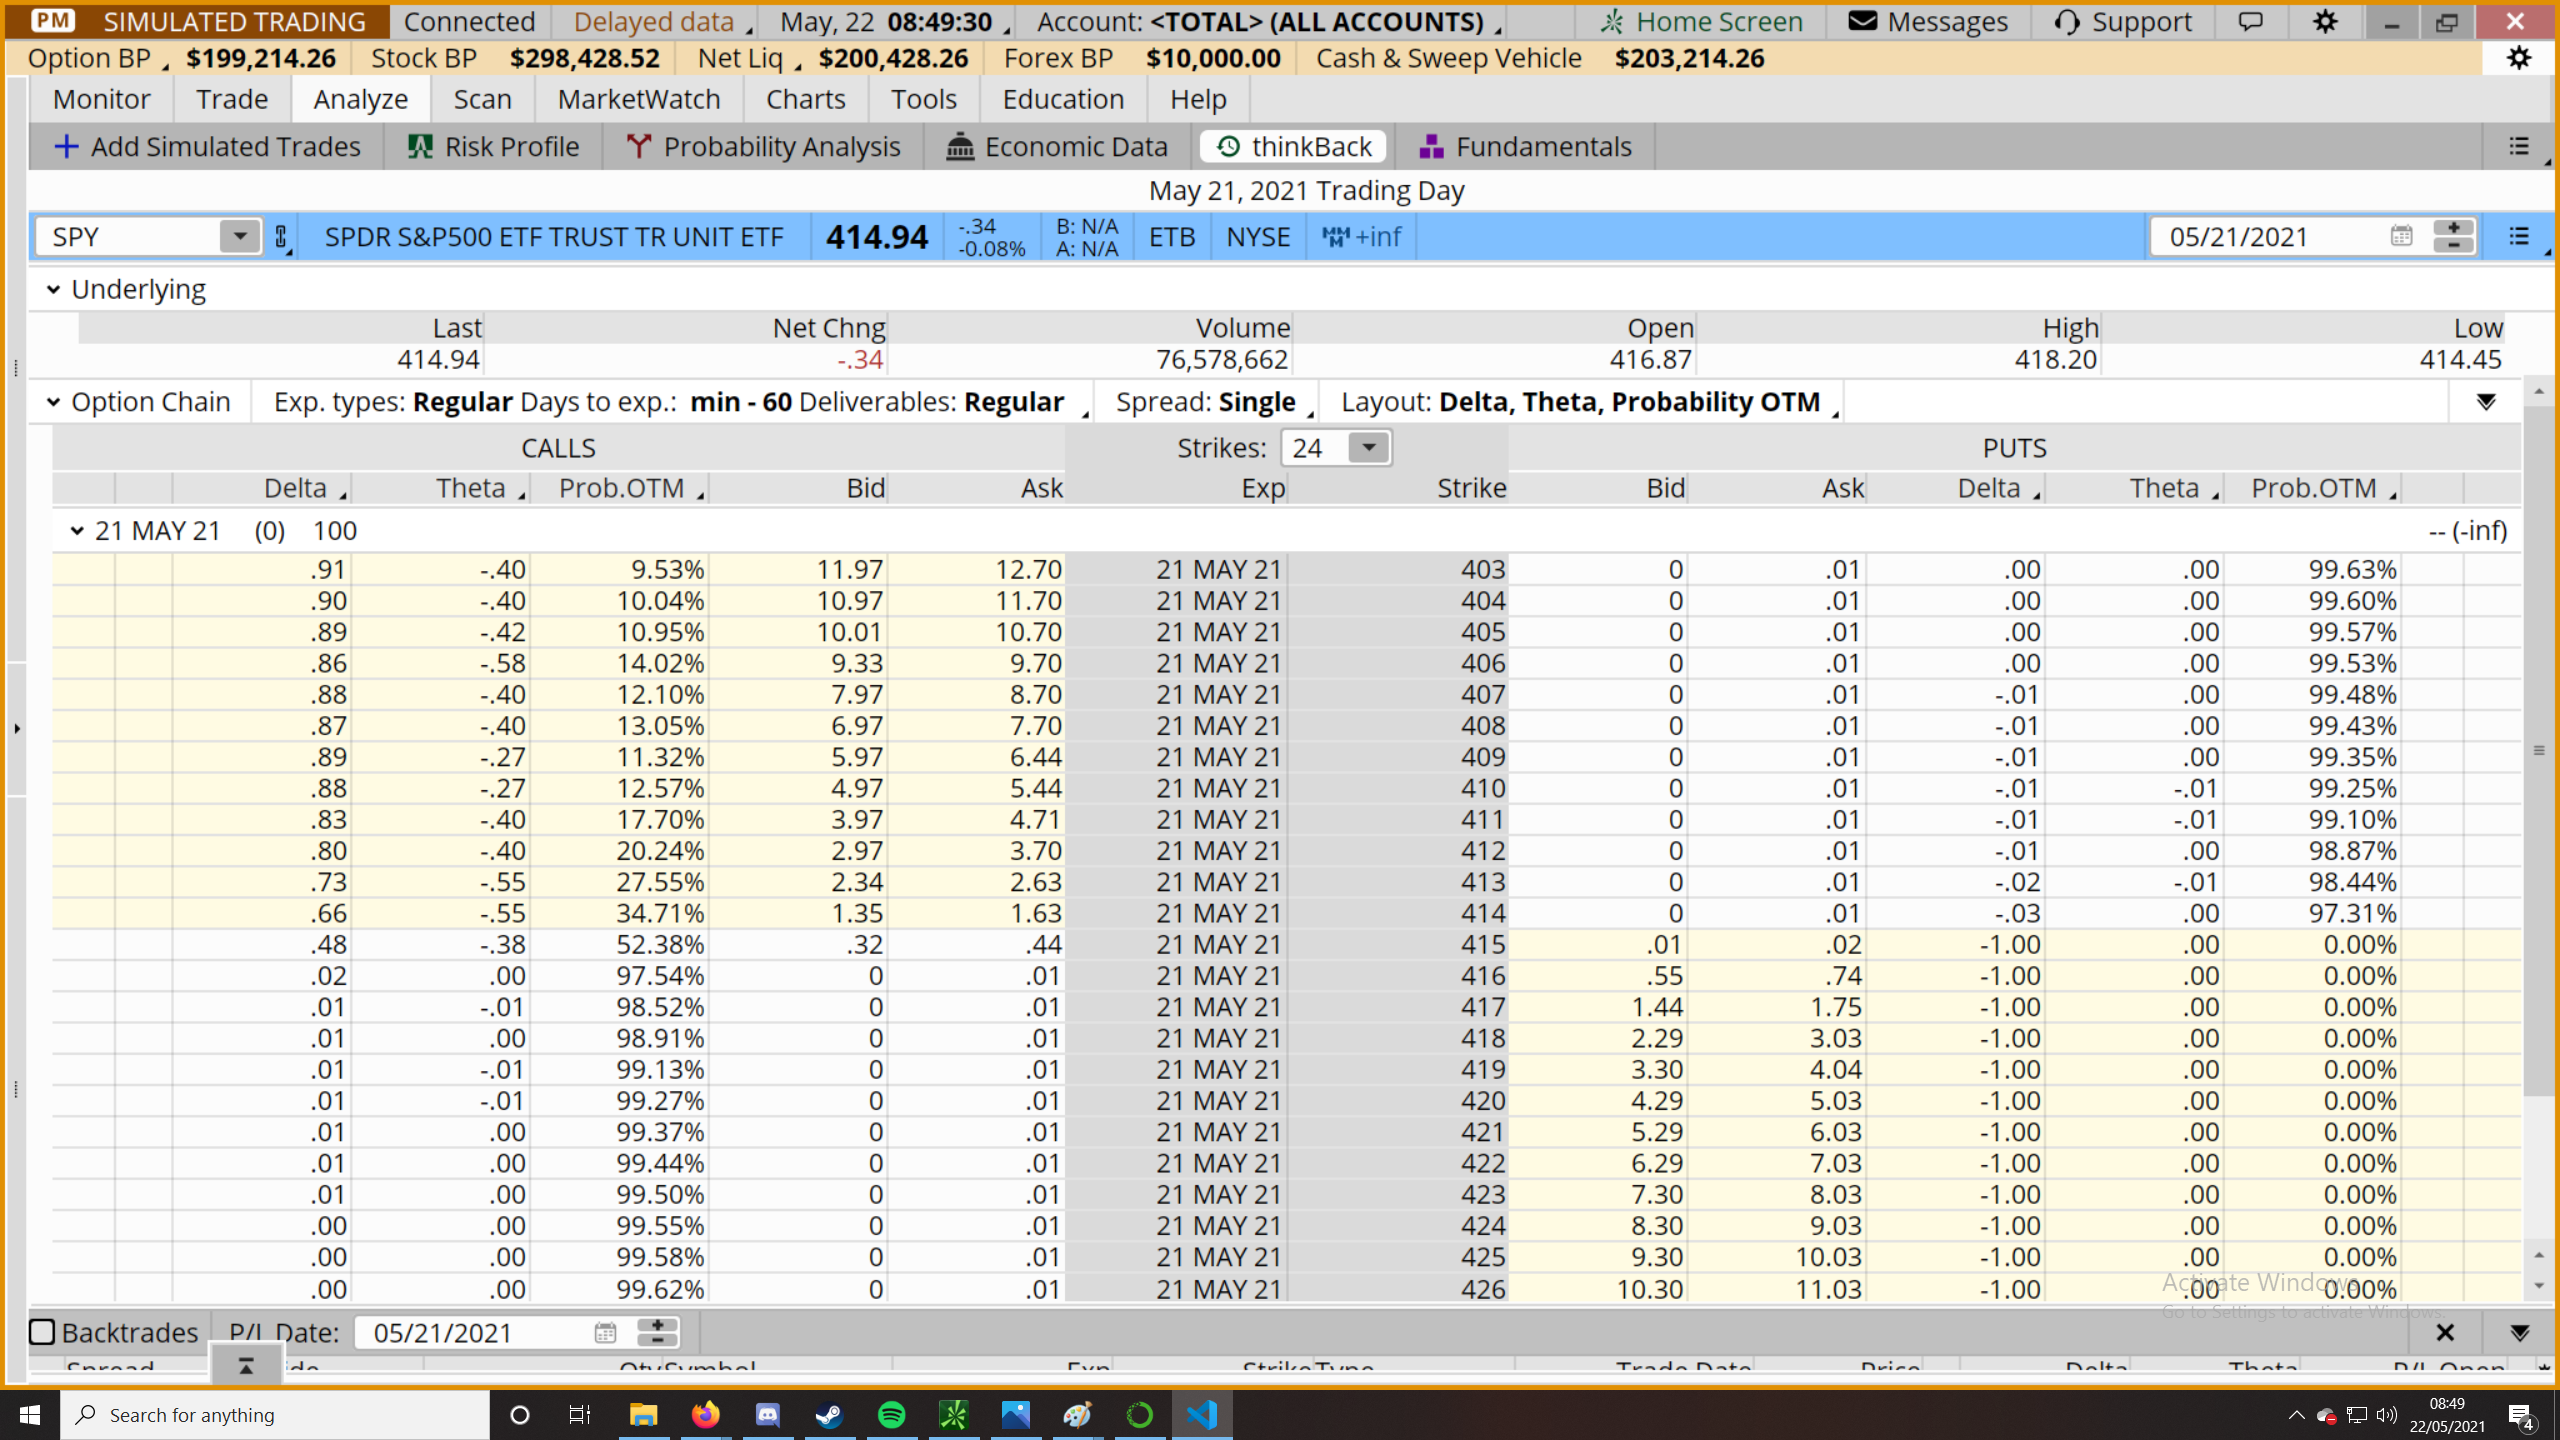 PM SIMULATED TRADING Connected Delayed data May, 22 08:49:30 Account: <TOTAL> (ALL ACCOUNTS) Home Screen Messages Support
Option BP $199,214.26 Stock BP $298,428.52 Net Liq $200,428.26 Forex BP $10,000.00 Cash & Sweep Vehicle $203,214.26
Monitor Trade Analyze Scan MarketWatch Charts Tools Education Help
Add Simulated Trades Risk Profile Probability Analysis Economic Data thinkBack Fundamentals
May 21, 2021 Trading Day
SPY SPDR S&P500 ETF TRUST TR UNIT ETF 414.94 -.34 B: N/A ETB NYSE MMM +inf 05/21/2021
-0.08% A: N/A
Underlying
Last Net Chng Volume Open High Low
414.94 -.34 76,578,662 416.87 418.20 414.45
Option Chain Exp. types: Regular Days to exp.: min - 60 Deliverables: Regular Spread: Single Layout: Delta, Theta, Probability OTM
CALLS Strikes: 24 PUTS
Delta Theta Prob.OTM Bid Ask Exp Strike Bid Ask Delta Theta Prob.OTM
21 MAY 21 (0) 100 -- (-inf)
.91 -.40 9.53% 11.97 12.70 21 MAY 21 403 0 .01 .00 .00 99.63%
.90 -.40 10.04% 10.97 11.70 21 MAY 21 404 0 .01 .00 .00 99.60%
.89 -.42 10.95% 10.01 10.70 21 MAY 21 405 0 .01 .00 .00 99.57%
.86 -.58 14.02% 9.33 9.70 21 MAY 21 406 0 .01 .00 .00 99.53%
.88 -.40 12.10% 7.97 8.70 21 MAY 21 407 0 .01 -.01 .00 99.48%
.87 -.40 13.05% 6.97 7.70 21 MAY 21 408 0 .01 -.01 .00 99.43%
.89 -.27 11.32% 5.97 6.44 21 MAY 21 409 0 .01 -.01 .00 99.35%
.88 -.27 12.57% 4.97 5.44 21 MAY 21 410 0 .01 -.01 -.01 99.25%
.83 -.40 17.70% 3.97 4.71 21 MAY 21 411 0 .01 -.01 -.01 99.10%
.80 -.40 20.24% 2.97 3.70 21 MAY 21 412 0 .01 -.01 .00 98.87%
.73 -.55 27.55% 2.34 2.63 21 MAY 21 413 0 .01 -.02 -.01 98.44%
.66 -.55 34.71% 1.35 1.63 21 MAY 21 414 0 .01 -.03 .00 97.31%
.48 -.38 52.38% .32 .44 21 MAY 21 415 .01 .02 -1.00 .00 0.00%
.02 .00 97.54% 0 .01 21 MAY 21 416 .55 .74 -1.00 .00 0.00%
.01 -.01 98.52% 0 .01 21 MAY 21 417 1.44 1.75 -1.00 .00 0.00%
.01 .00 98.91% 0 .01 21 MAY 21 418 2.29 3.03 -1.00 .00 0.00%
.01 -.01 99.13% 0 .01 21 MAY 21 419 3.30 4.04 -1.00 .00 0.00%
.01 -.01 99.27% 0 .01 21 MAY 21 420 4.29 5.03 -1.00 .00 0.00%
.01 .00 99.37% 0 .01 21 MAY 21 421 5.29 6.03 -1.00 .00 0.00%
.01 .00 99.44% 0 .01 21 MAY 21 422 6.29 7.03 -1.00 .00 0.00%
.01 .00 99.50% 0 .01 21 MAY 21 423 7.30 8.03 -1.00 .00 0.00%
.00 .00 99.55% 0 .01 21 MAY 21 424 8.30 9.03 -1.00 .00 0.00%
.00 .00 99.58% 0 .01 21 MAY 21 425 9.30 10.03 -1.00 .00 0.00%
.00 .00 99.62% 0 .01 21 MAY 21 426 10.30 11.03 -1.00 .00 0.00%
Activate Windows
Go to Settings to activate Windows.
Backtrades P/L Date: 05/21/2021
Spread Qty Symbol Exp Strike Type Trade Date Price Delta Theta P/L Open
Search for anything 08:49
22/05/2021 4